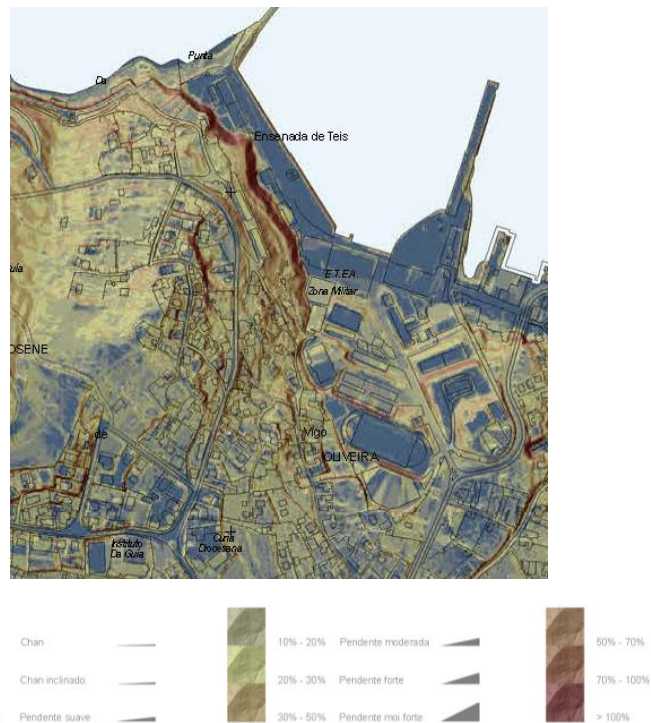 Punta
Da
Ensenada de Teis
uía
E.T.E.A.
Zona Militar
OSENE
de
Vigo
OLIVEIRA
Instituto
Da Guia
Curia
Diocesana
Chan
10% - 20%
Pendente moderada
50% - 70%
Chan inclinado
20% - 30%
Pendente forte
70% - 100%
Pendente suave
30% - 50%
Pendente moi forte
> 100%